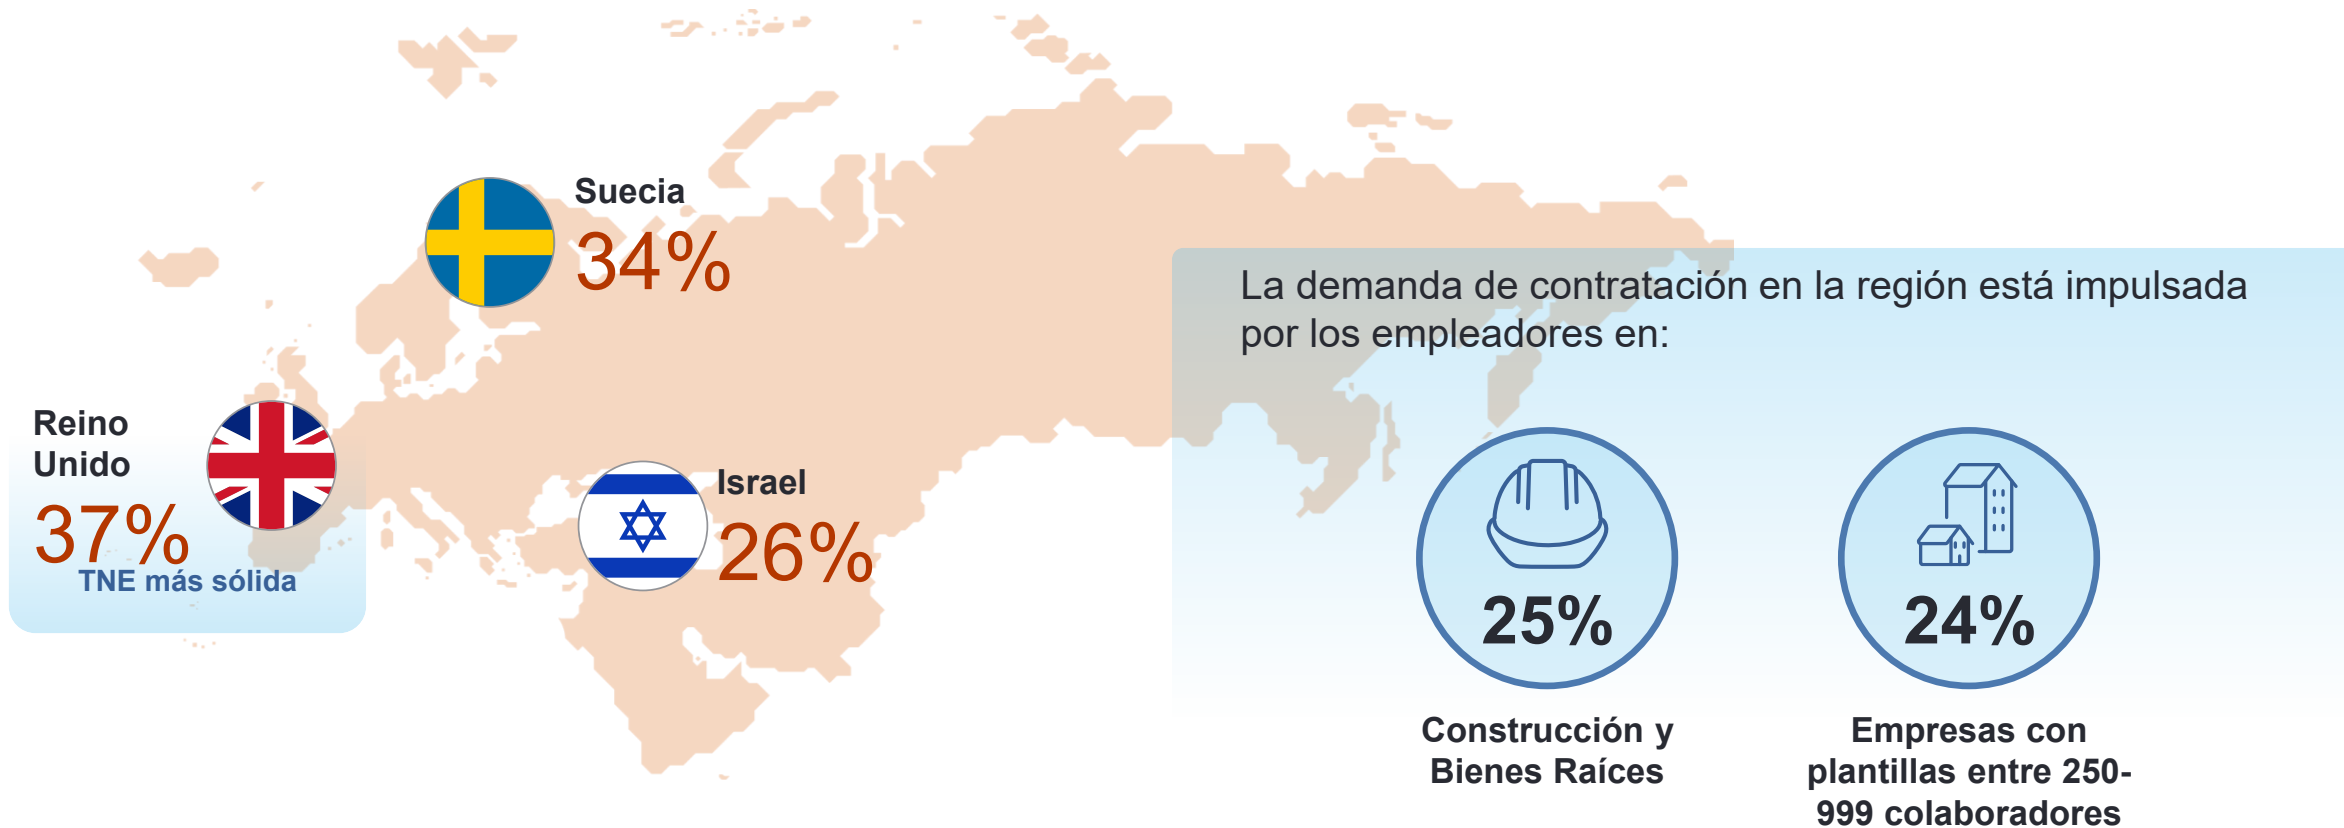 Suecia
34%
Reino
Unido
37%
TNE más sólida
Israel
26%
La demanda de contratación en la región está impulsada
por los empleadores en:
25%
Construcción y
Bienes Raíces
24%
Empresas con
plantillas entre 250-
999 colaboradores